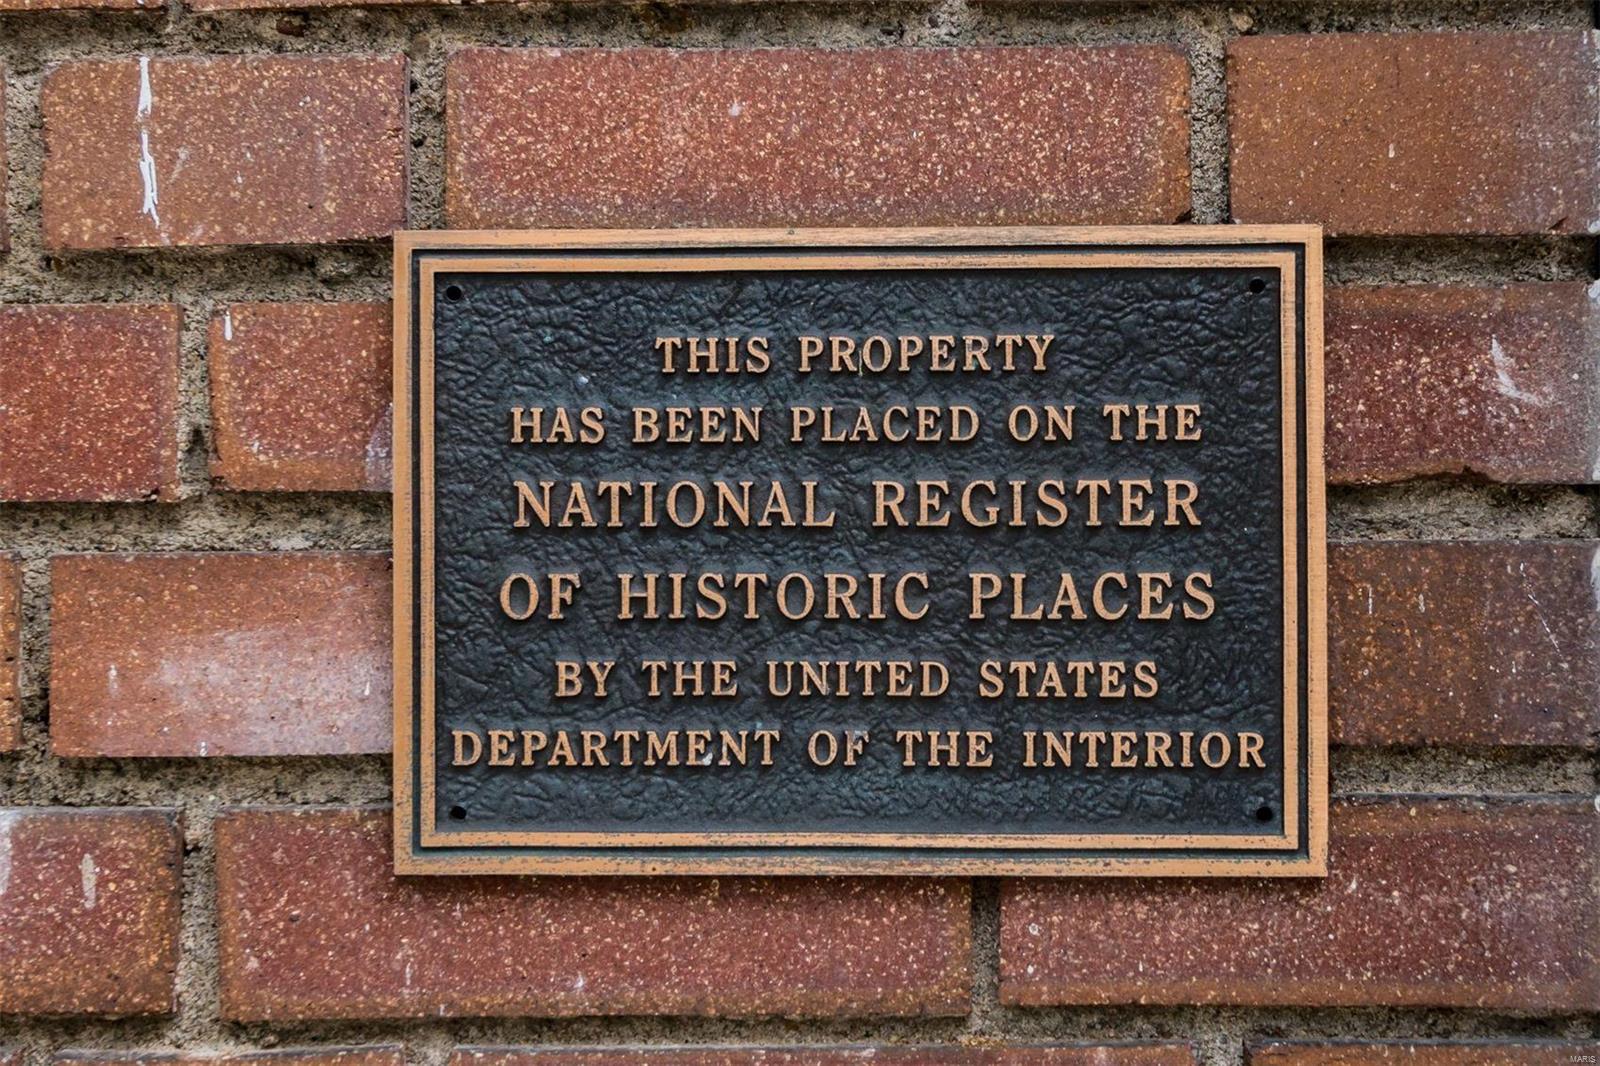 THIS PROPERTY
HAS BEEN PLACED ON THE
NATIONAL REGISTER
OF HISTORIC PLACES
BY THE UNITED STATES
DEPARTMENT OF THE INTERIOR
MARIS